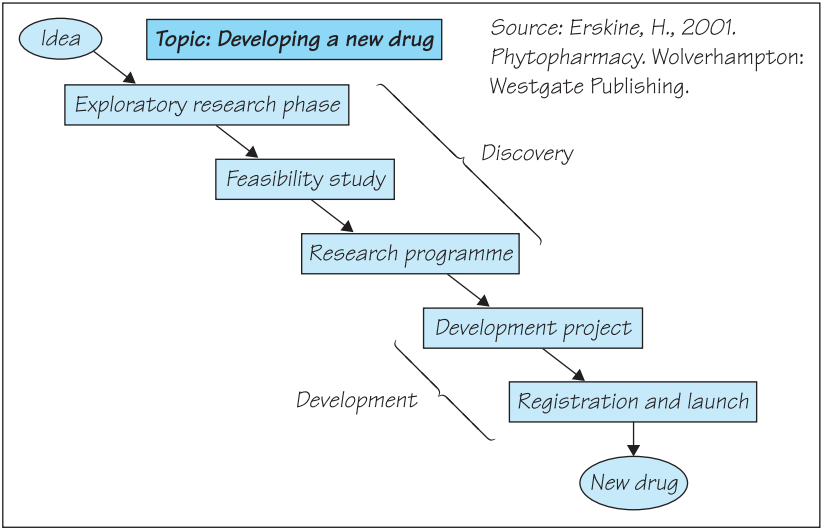 Idea
Topic: Developing a new drug
Source: Erskine, H., 2001.
Phytopharmacy. Wolverhampton:
Westgate Publishing.
Exploratory research phase
Discovery
Feasibility study
Research programme
Development project
Development
Registration and launch
New drug